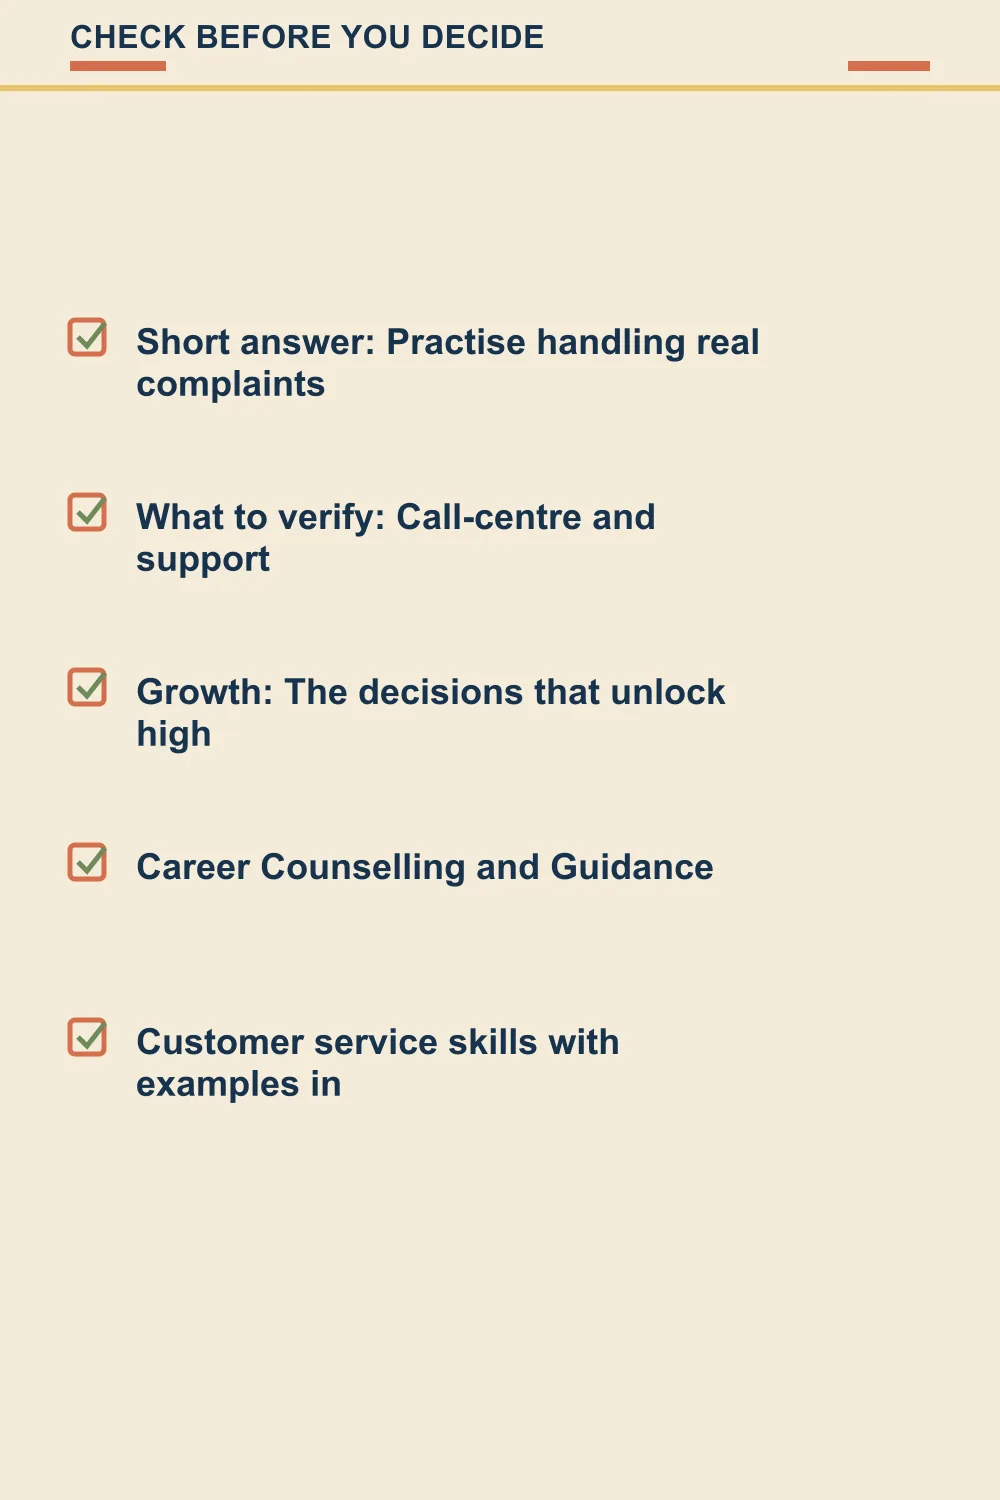 CHECK BEFORE YOU DECIDE
Short answer: Practise handling real
complaints
What to verify: Call-centre and
support
Growth: The decisions that unlock
high
Career Counselling and Guidance
Customer service skills with
examples in